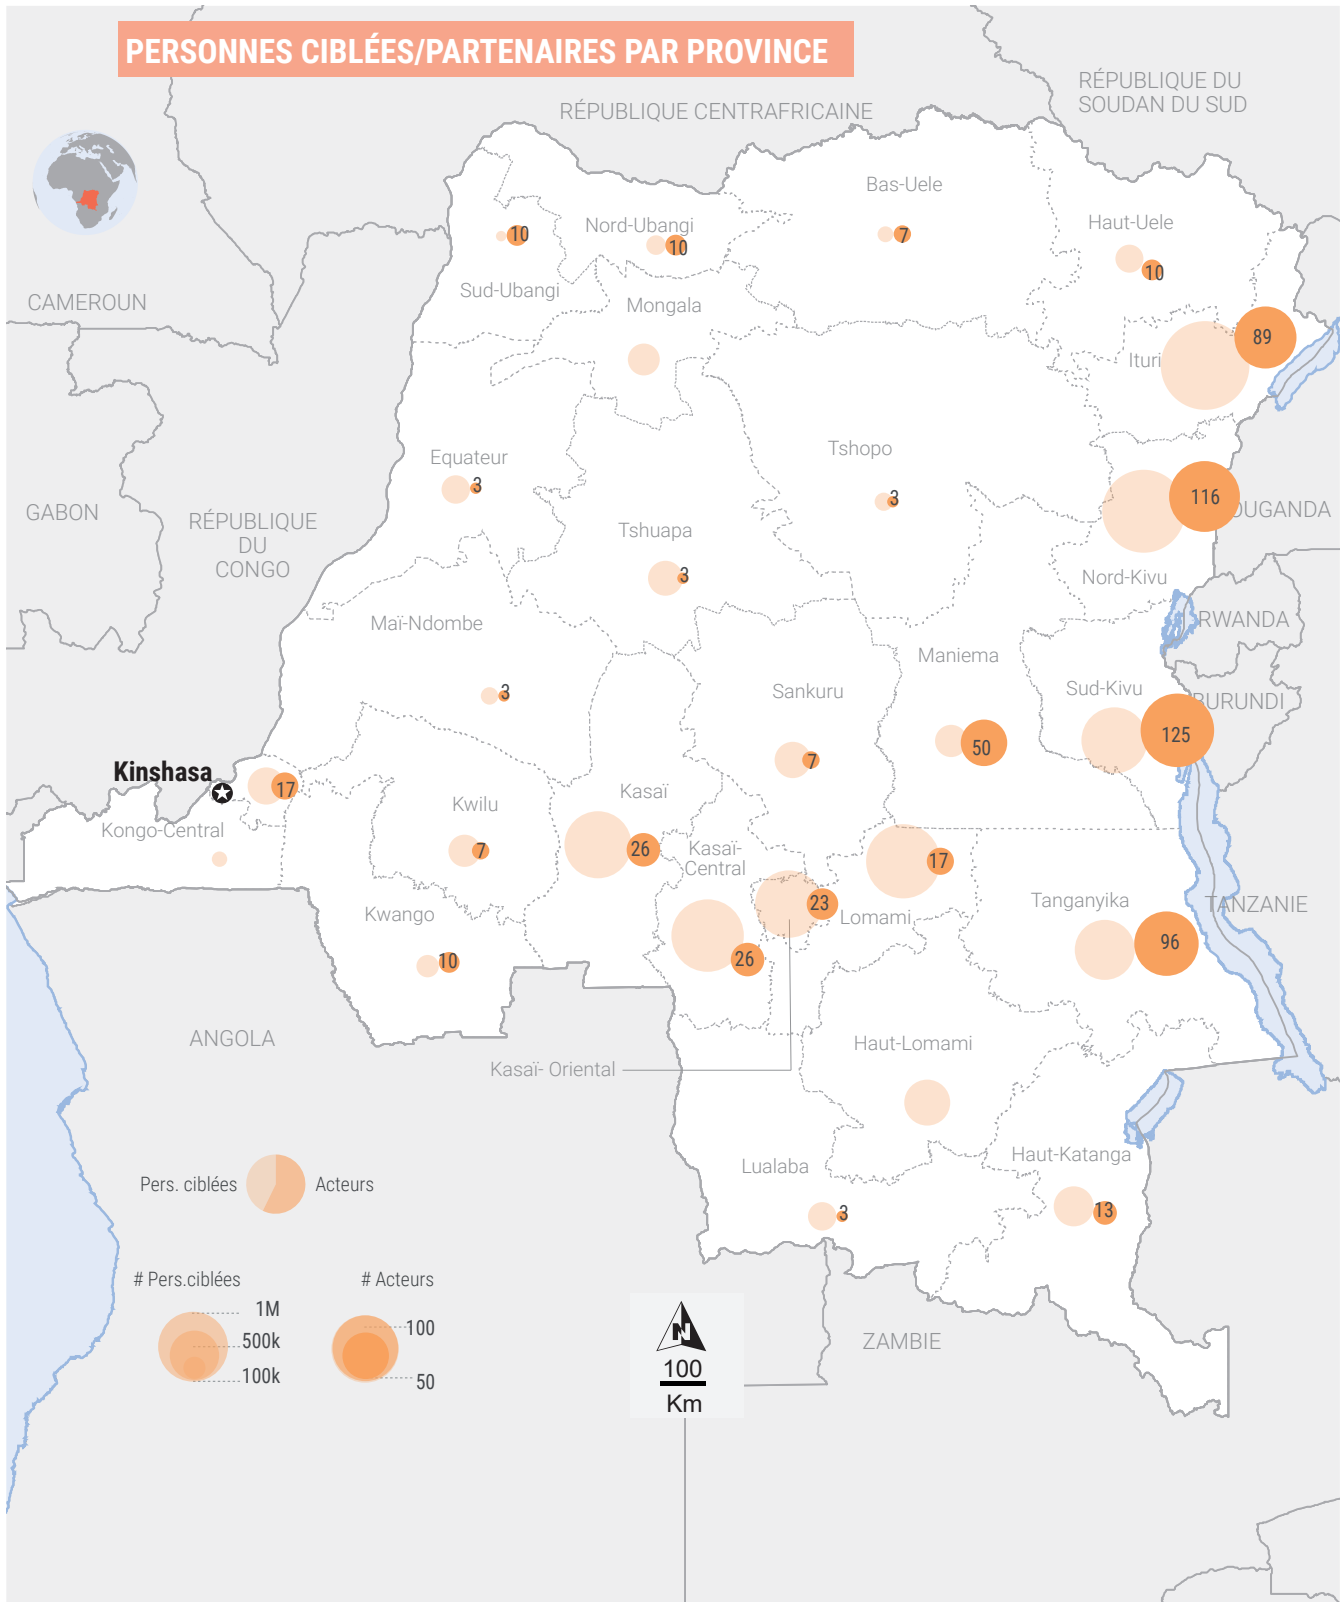 PERSONNES CIBLÉES/PARTENAIRES PAR PROVINCE
RÉPUBLIQUE DU
SOUDAN DU SUD
RÉPUBLIQUE CENTRAFRICAINE
Bas-Uele
7
Haut-Uele
10
Nord-Ubangi
10
10
Sud-Ubangi
CAMEROUN
Mongala
Ituri
89
Equateur
3
Tshopo
3
GABON
RÉPUBLIQUE
DU
CONGO
116
OUGANDA
Tshuapa
3
Nord-Kivu
RWANDA
Maï-Ndombe
3
Maniema
50
Sankuru
7
Sud-Kivu
125
BURUNDI
Kinshasa
17
Kongo-Central
Kwilu
7
Kasaï
26
Kasaï-
Central
26
23
17
Lomami
Tanganyika
96
TANZANIE
Kwango
10
ANGOLA
Kasaï- Oriental
Haut-Lomami
Lualaba
3
Haut-Katanga
13
Pers. ciblées
Acteurs
# Pers.ciblées
1M
500k
100k
# Acteurs
100
50
N
100
Km
ZAMBIE